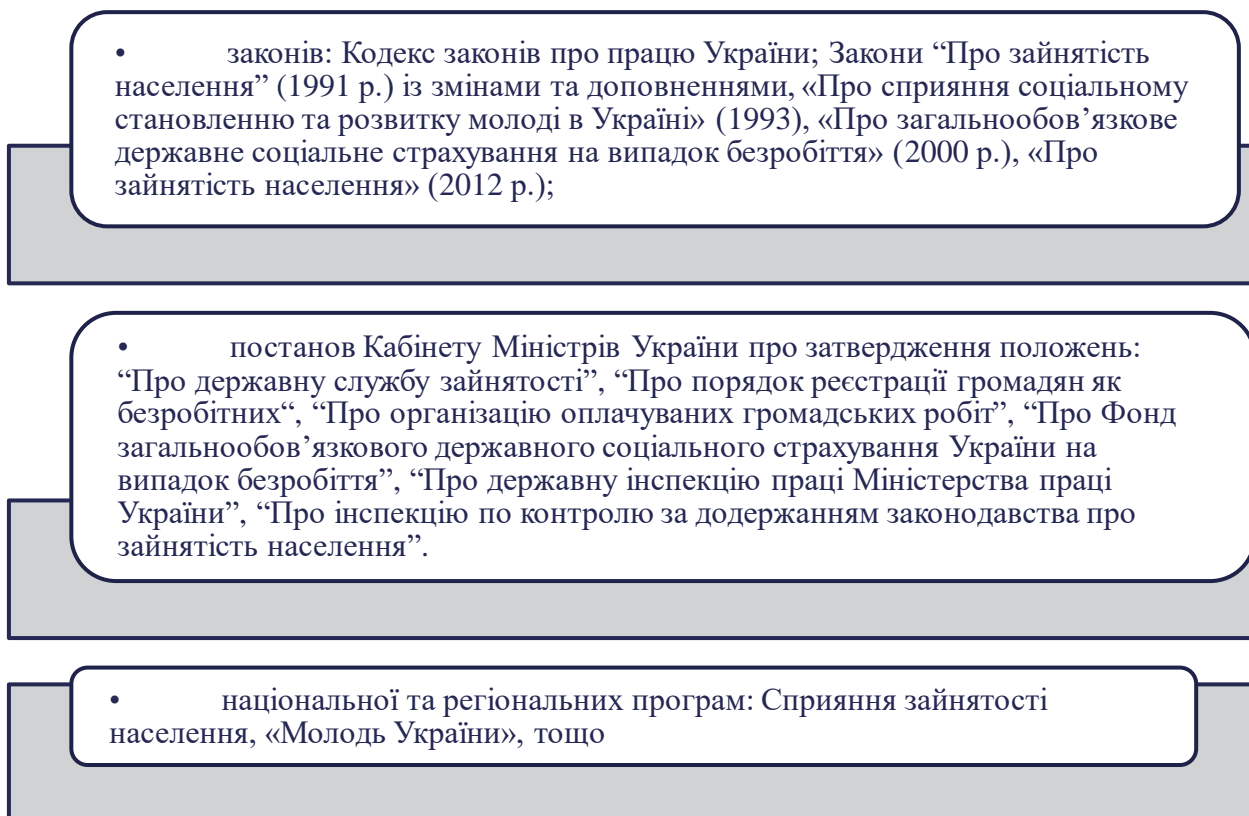 • законів: Кодекс законів про працю України; Закони “Про зайнятість
населення” (1991 р.) із змінами та доповненнями, «Про сприяння соціальному
становленню та розвитку молоді в Україні» (1993), «Про загальнообов’язкове
державне соціальне страхування на випадок безробіття» (2000 р.), «Про
зайнятість населення» (2012 р.);
• постанов Кабінету Міністрів України про затвердження положень:
“Про державну службу зайнятості”, “Про порядок реєстрації громадян як
безробітних“, “Про організацію оплачуваних громадських робіт”, “Про Фонд
загальнообов’язкового державного соціального страхування України на
випадок безробіття”, “Про державну інспекцію праці Міністерства праці
України”, “Про інспекцію по контролю за додержанням законодавства про
зайнятість населення”.
• національної та регіональних програм: Сприяння зайнятості
населення, «Молодь України», тощо